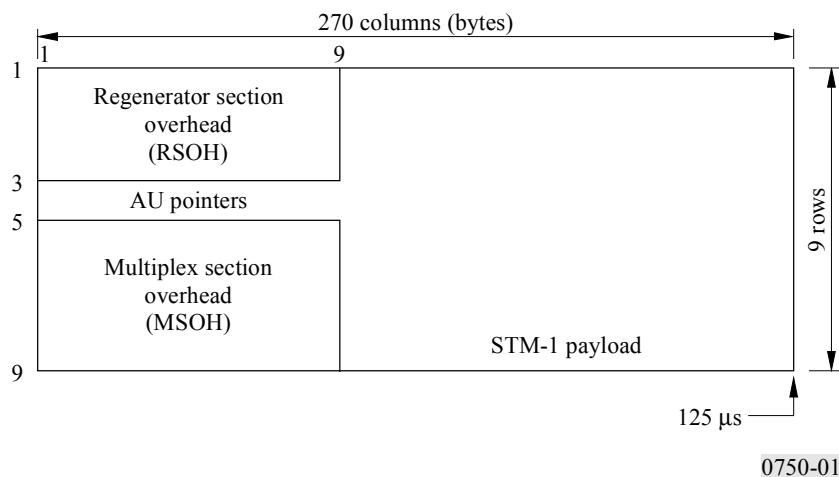 270 columns (bytes)
1
9
1
Regenerator section
overhead
(RSOH)
3
AU pointers
5
9 rows
Multiplex section
overhead
(MSOH)
STM-1 payload
9
125 µs
0750-01